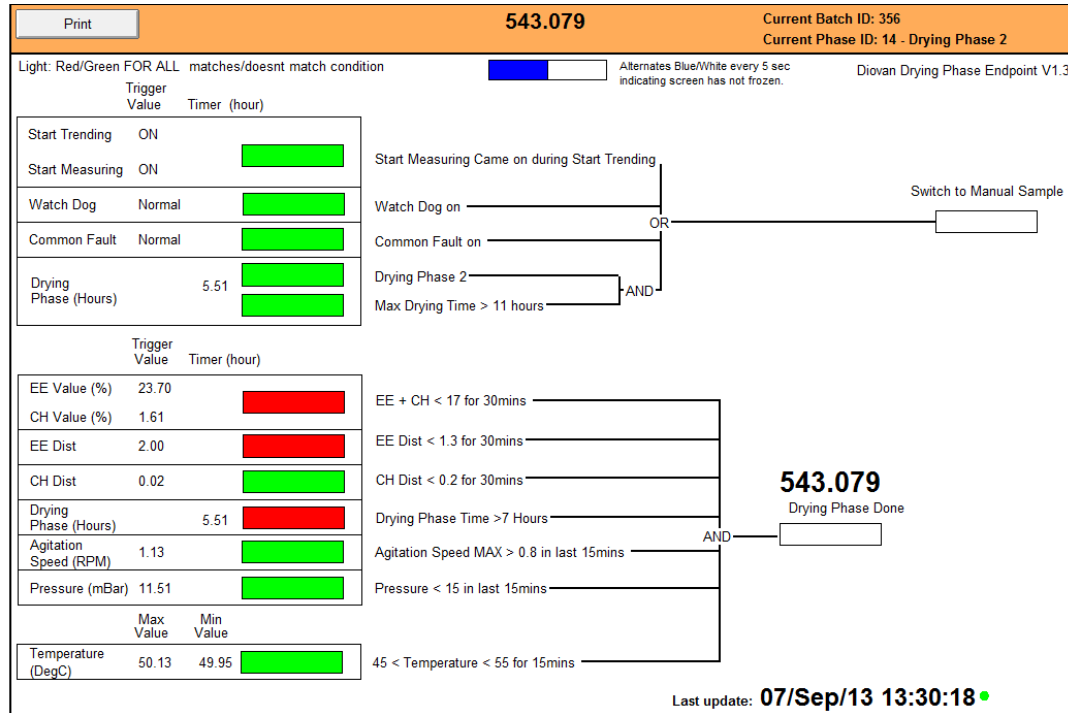 Print
543.079
Current Batch ID: 356
Current Phase ID: 14 - Drying Phase 2
Light: Red/Green FOR ALL matches/doesnt match condition
Alternates Blue/White every 5 sec
indicating screen has not frozen.
Diovan Drying Phase Endpoint V1.3
Trigger
Value
Timer (hour)
Start Trending ON
Start Measuring ON
Start Measuring Came on during Start Trending
Watch Dog Normal
Watch Dog on
Common Fault Normal
Common Fault on
Drying
Phase (Hours)
5.51
Drying Phase 2
Max Drying Time > 11 hours
AND
OR
Switch to Manual Sample
Trigger
Value
Timer (hour)
EE Value (%) 23.70
CH Value (%) 1.61
EE + CH < 17 for 30mins
EE Dist 2.00
EE Dist < 1.3 for 30mins
CH Dist 0.02
CH Dist < 0.2 for 30mins
Drying
Phase (Hours)
5.51
Drying Phase Time >7 Hours
Agitation
Speed (RPM)
1.13
Agitation Speed MAX > 0.8 in last 15mins
Pressure (mBar) 11.51
Pressure < 15 in last 15mins
AND
543.079
Drying Phase Done
Max
Value
Min
Value
Temperature
(DegC)
50.13 49.95
45 < Temperature < 55 for 15mins
Last update: 07/Sep/13 13:30:18